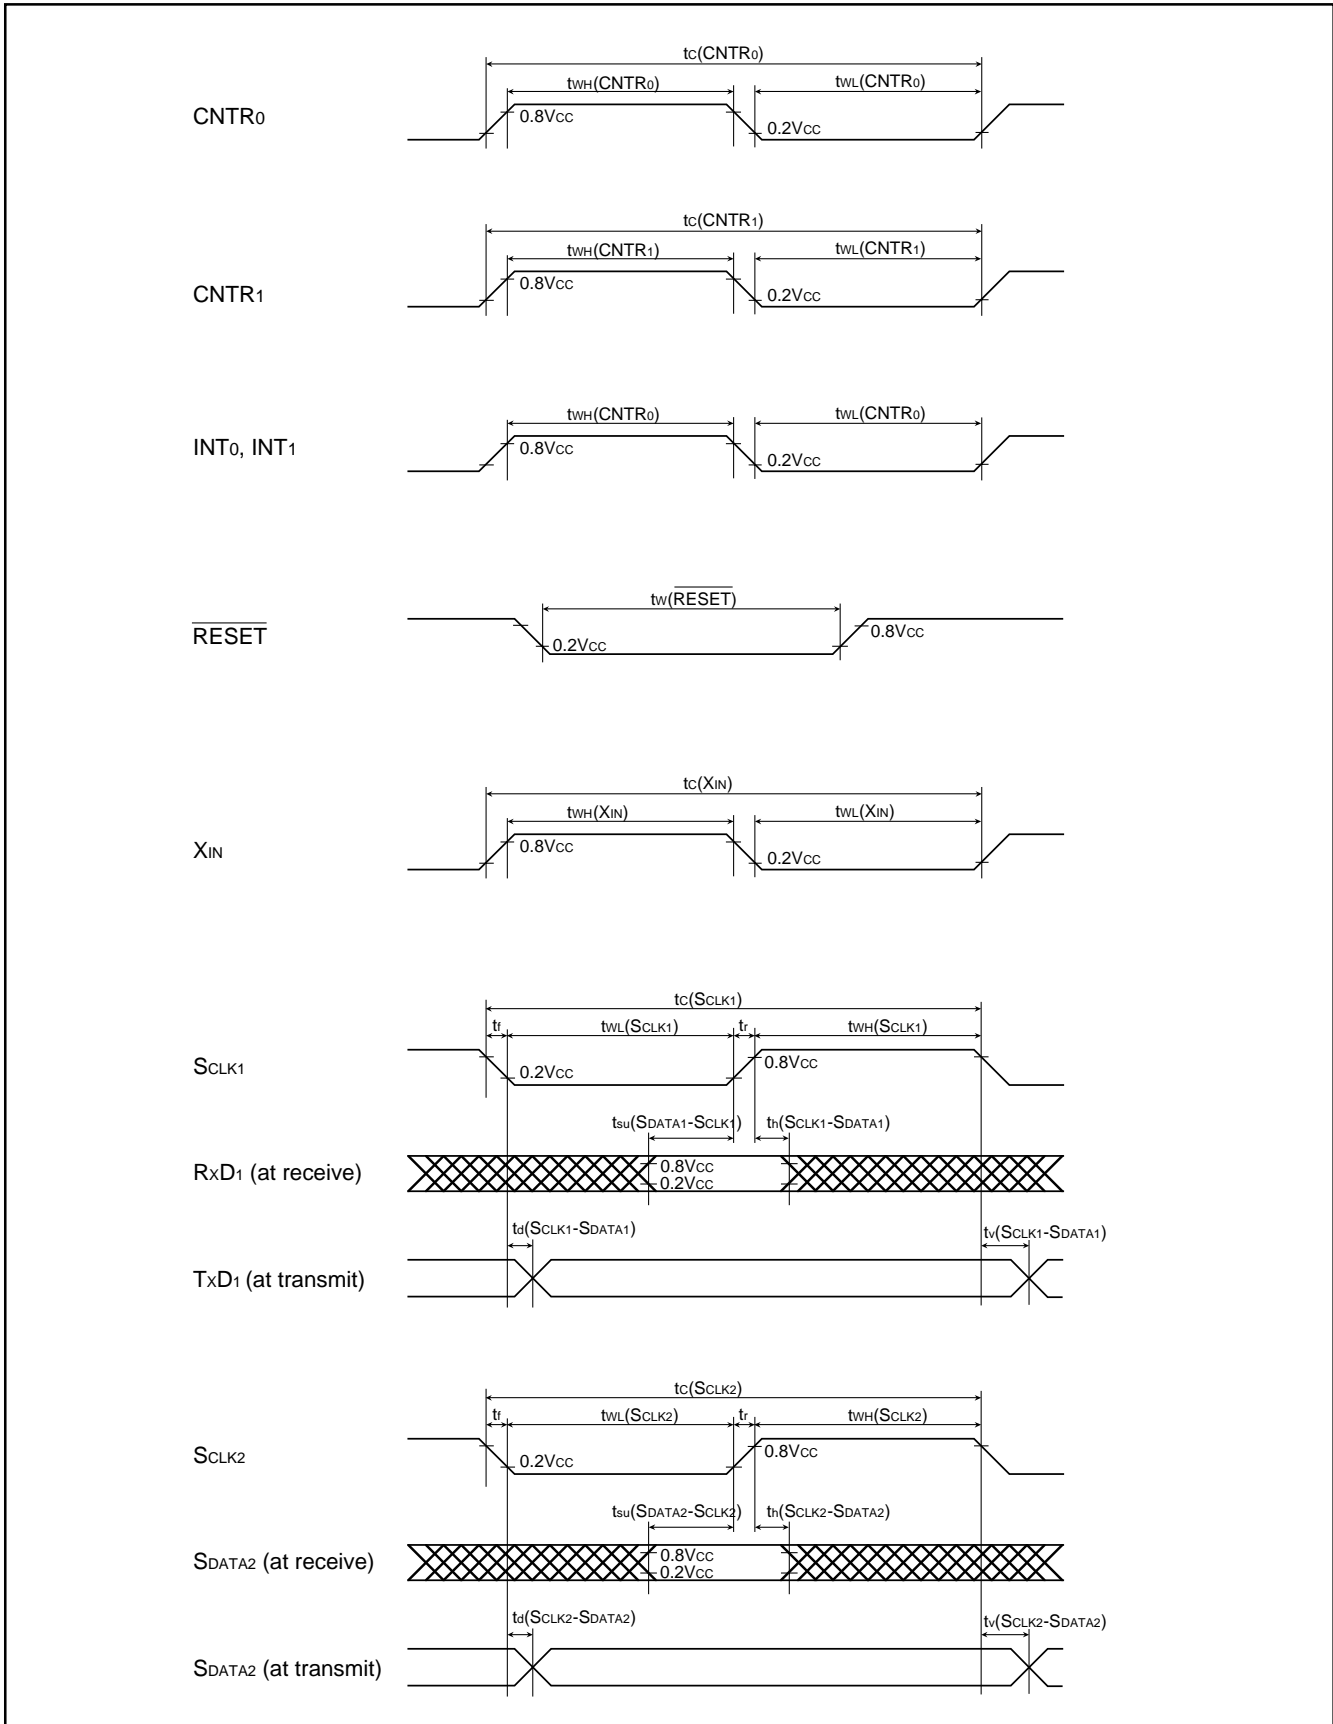 tC(CNTR0)
tWH(CNTR0)
tWL(CNTR0)
CNTR0
0.8VCC
0.2VCC
tC(CNTR1)
tWH(CNTR1)
tWL(CNTR1)
CNTR1
0.8VCC
0.2VCC
tWH(CNTR0)
tWL(CNTR0)
INT0, INT1
0.8VCC
0.2VCC
tW(RESET)
RESET
0.2VCC
0.8VCC
tC(XIN)
tWH(XIN)
tWL(XIN)
XIN
0.8VCC
0.2VCC
tC(SCLK1)
tf
tWL(SCLK1)
tr
tWH(SCLK1)
SCLK1
0.2VCC
0.8VCC
tsu(SDATA1-SCLK1)
th(SCLK1-SDATA1)
RXD1 (at receive)
0.8VCC
0.2VCC
td(SCLK1-SDATA1)
tv(SCLK1-SDATA1)
TXD1 (at transmit)
tC(SCLK2)
tf
tWL(SCLK2)
tr
tWH(SCLK2)
SCLK2
0.2VCC
0.8VCC
tsu(SDATA2-SCLK2)
th(SCLK2-SDATA2)
SDATA2 (at receive)
0.8VCC
0.2VCC
td(SCLK2-SDATA2)
tv(SCLK2-SDATA2)
SDATA2 (at transmit)